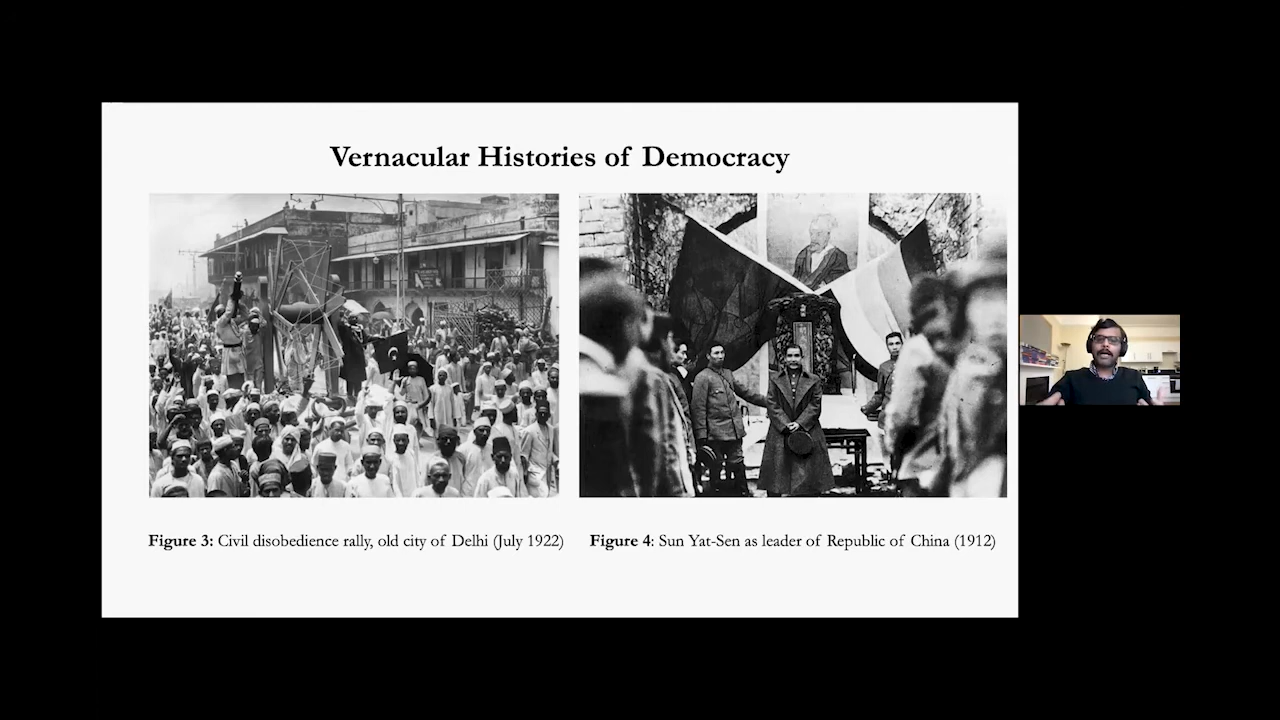 Vernacular Histories of Democracy
Figure 3: Civil disobedience rally, old city of Delhi (July 1922)
Figure 4: Sun Yat-Sen as leader of Republic of China (1912)